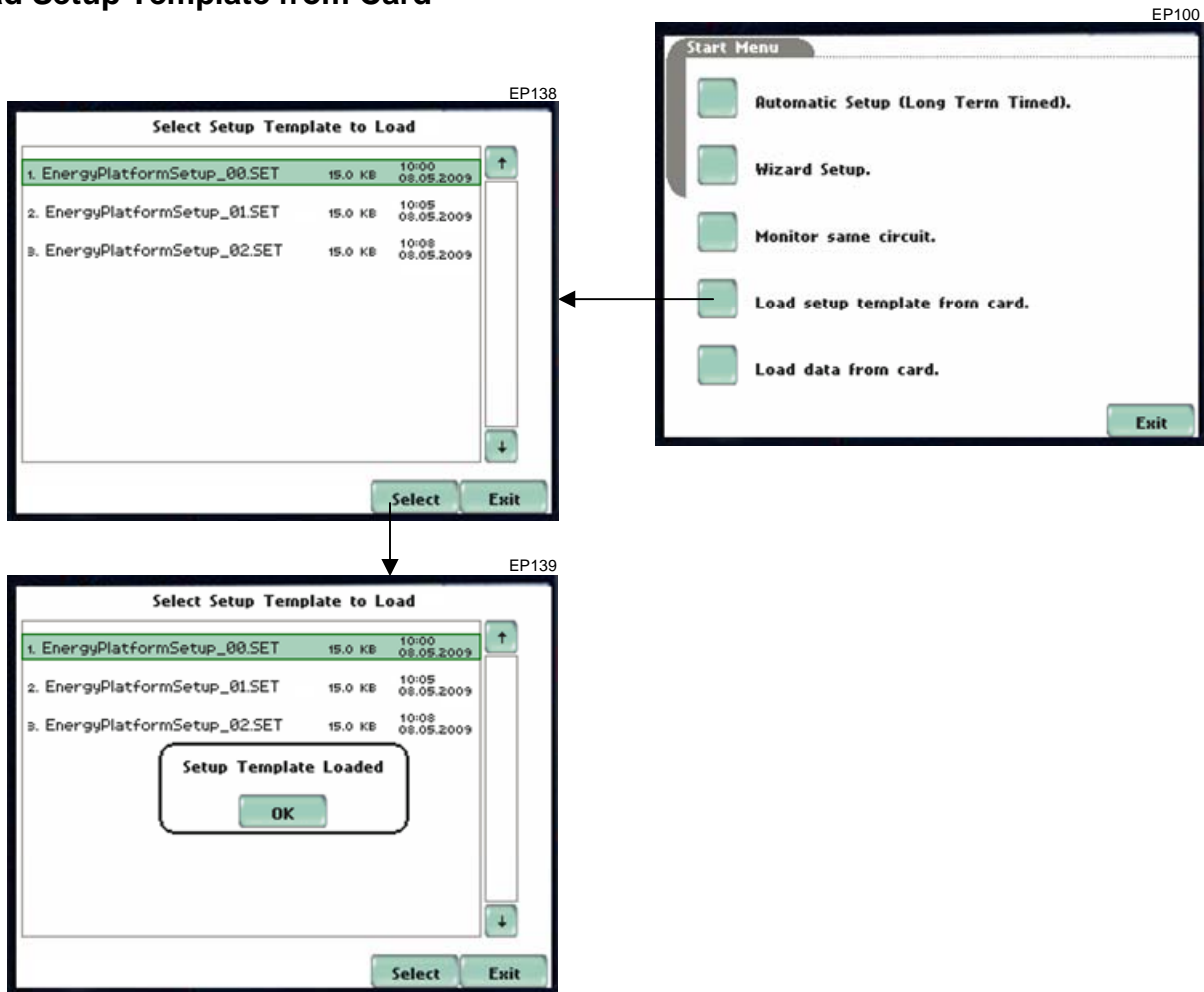 d Setup Template from Card
EP100
Start Menu
Automatic Setup (Long Term Timed).
Wizard Setup.
Monitor same circuit.
Load setup template from card.
Load data from card.
Exit
EP138
Select Setup Template to Load
1. EnergyPlatformSetup_00.SET 15.0 KB 10:00 08.05.2009
2. EnergyPlatformSetup_01.SET 15.0 KB 10:05 08.05.2009
3. EnergyPlatformSetup_02.SET 15.0 KB 10:08 08.05.2009
Select Exit
EP139
Select Setup Template to Load
1. EnergyPlatformSetup_00.SET 15.0 KB 10:00 08.05.2009
2. EnergyPlatformSetup_01.SET 15.0 KB 10:05 08.05.2009
3. EnergyPlatformSetup_02.SET 15.0 KB 10:08 08.05.2009
Setup Template Loaded
OK
Select Exit